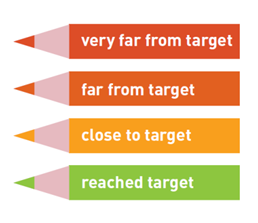 very far from target
far from target
close to target
reached target